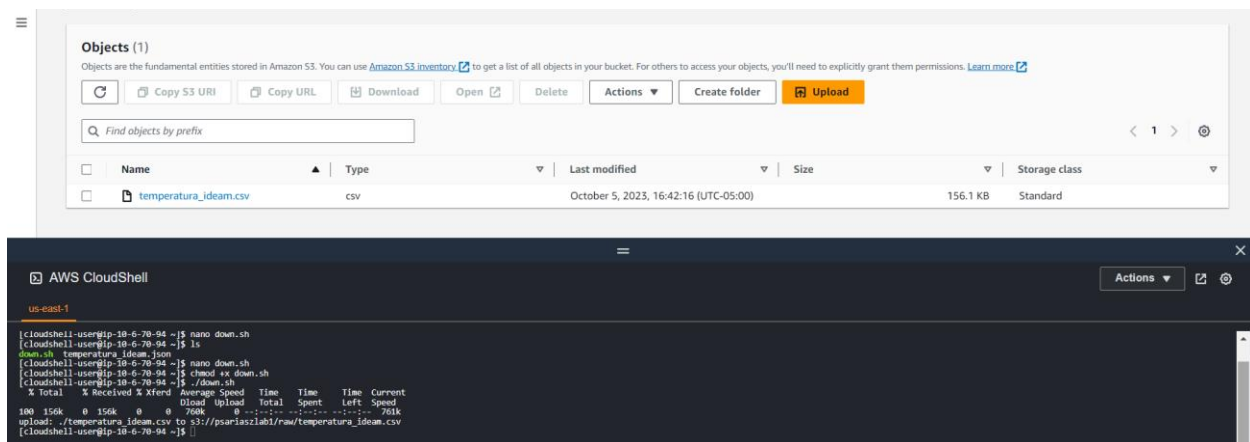 Objects (1)
Objects are the fundamental entities stored in Amazon S3. You can use Amazon S3 inventory to get a list of all objects in your bucket. For others to access your objects, you'll need to explicitly grant them permissions. Learn more
Copy S3 URI Copy URL Download Open Delete Actions Create folder Upload
Find objects by prefix 1
Name Type Last modified Size Storage class
temperatura_ideam.csv csv October 5, 2023, 16:42:16 (UTC-05:00) 156.1 KB Standard
AWS CloudShell Actions
us-east-1
[cloudshell-user@ip-10-6-70-94 ~]$ nano down.sh
[cloudshell-user@ip-10-6-70-94 ~]$ ls
down.sh temperatura_ideam.json
[cloudshell-user@ip-10-6-70-94 ~]$ nano down.sh
[cloudshell-user@ip-10-6-70-94 ~]$ chmod +x down.sh
[cloudshell-user@ip-10-6-70-94 ~]$ ./down.sh
% Total % Received % Xferd Average Speed Time Time Time Current
Dload Upload Total Spent Left Speed
100 156k 0 156k 0 0 760k 0 --:--:-- --:--:-- --:--:-- 761k
upload: ./temperatura_ideam.csv to s3://psariaszlab1/raw/temperatura_ideam.csv
[cloudshell-user@ip-10-6-70-94 ~]$